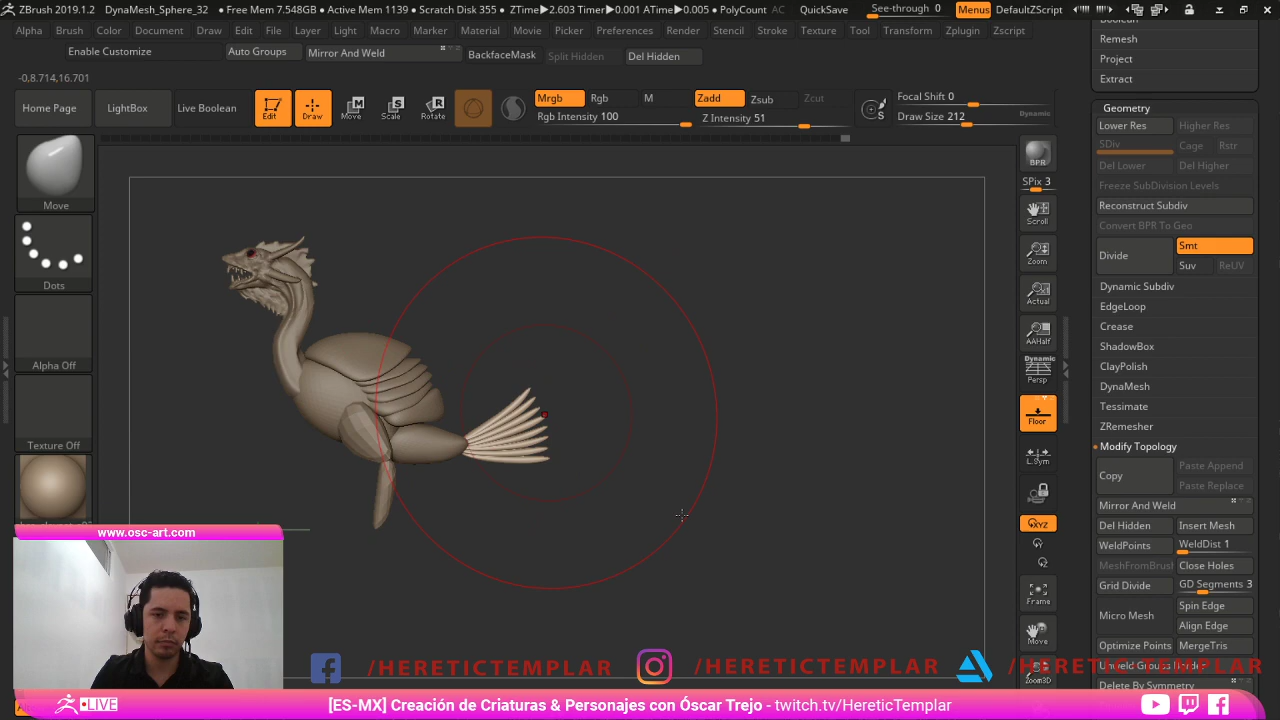 ZBrush 2019.1.2 DynaMesh_Sphere_32 • Free Mem 7.548GB • Active Mem 1139 • Scratch Disk 355 • ZTime▶2.603 Timer▶0.001 ATime▶0.005 • PolyCount AC QuickSave See-through 0 Menus DefaultZScript
Alpha Brush Color Document Draw Edit File Layer Light Macro Marker Material Movie Picker Preferences Render Stencil Stroke Texture Tool Transform Zplugin Zscript
Enable Customize Auto Groups Mirror And Weld BackfaceMask Split Hidden Del Hidden
-0,8.714,16.701
Home Page LightBox Live Boolean Edit Draw Move Scale Rotate
Mrgb Rgb M Zadd Zsub Zcut Focal Shift 0
Rgb Intensity 100 Z Intensity 51 Draw Size 212 Dynamic
Move
Dots
Alpha Off
Texture Off
BPR
SPix 3
Scroll
Zoom
Actual
AAHalf
Dynamic
Persp
Floor
L.Sym
XYZ
Frame
Move
Zoom3D
Remesh
Project
Extract
Geometry
Lower Res Higher Res
SDiv Cage Rstr
Del Lower Del Higher
Freeze SubDivision Levels
Reconstruct Subdiv
Convert BPR To Geo
Divide Smt
Suv ReUV
Dynamic Subdiv
EdgeLoop
Crease
ShadowBox
ClayPolish
DynaMesh
Tessimate
ZRemesher
Modify Topology
Copy Paste Append
Paste Replace
Mirror And Weld
Del Hidden Insert Mesh
WeldPoints WeldDist 1
MeshFromBrush Close Holes
Grid Divide GD Segments 3
Micro Mesh Spin Edge
Align Edge
Optimize Points MergeTris
Delete By Symmetry
www.osc-art.com
/HERETICTEMPLAR /HERETICTEMPLAR /HERETICTEMPLAR
LIVE [ES-MX] Creación de Criaturas & Personajes con Óscar Trejo - twitch.tv/HereticTemplar